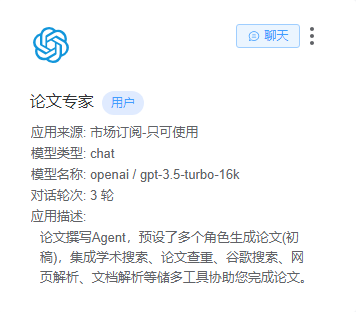 聊天
论文专家 用户
应用来源: 市场订阅-只可使用
模型类型: chat
模型名称: openai / gpt-3.5-turbo-16k
对话轮次: 3 轮
应用描述:
论文撰写Agent，预设了多个角色生成论文(初
稿)，集成学术搜索、论文查重、谷歌搜索、网
页解析、文档解析等储多工具协助您完成论文。